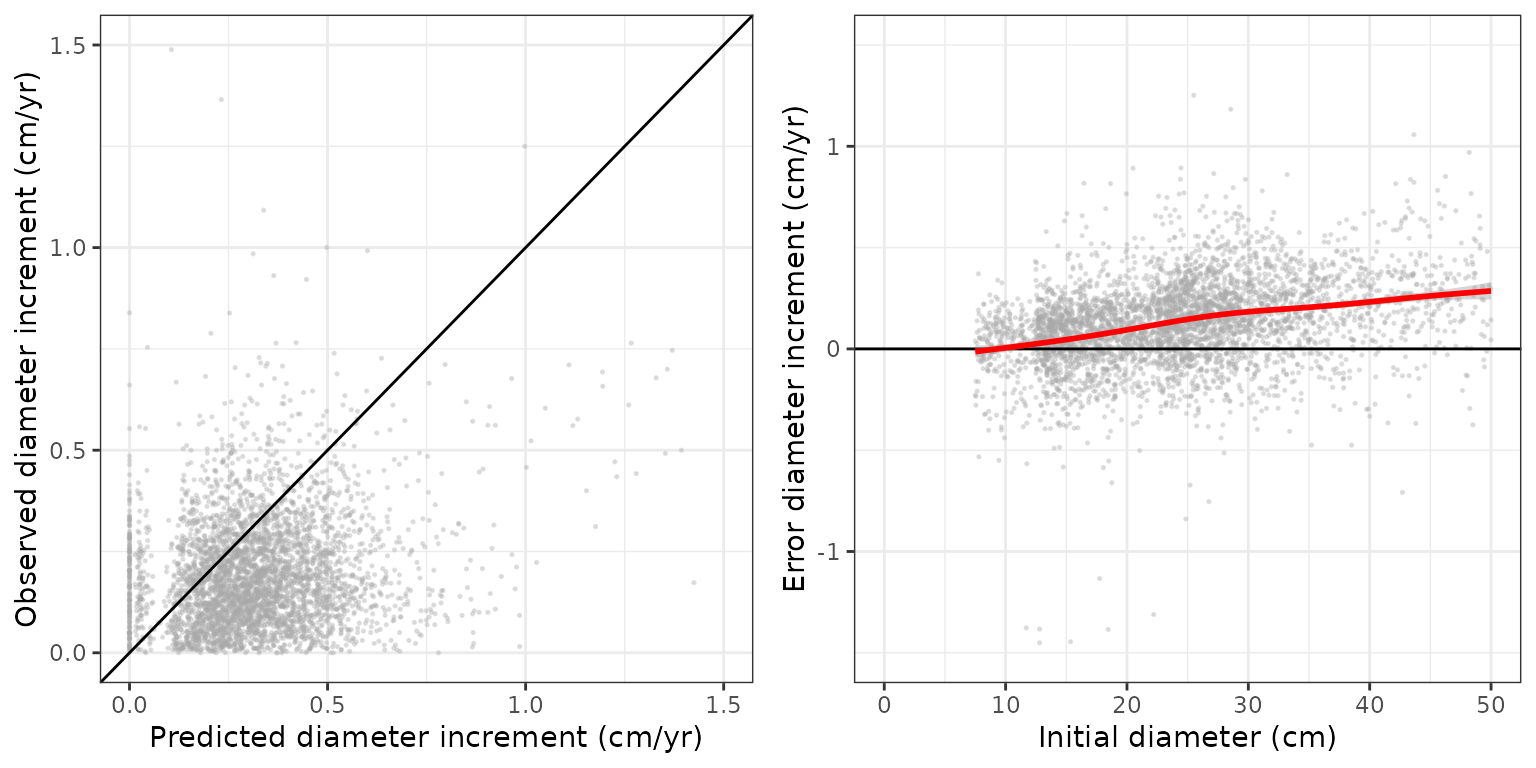 1.5
1.0
0.5
0.0
Observed diameter increment (cm/yr)
0.0 0.5 1.0 1.5
Predicted diameter increment (cm/yr)
1
0
-1
Error diameter increment (cm/yr)
0 10 20 30 40 50
Initial diameter (cm)